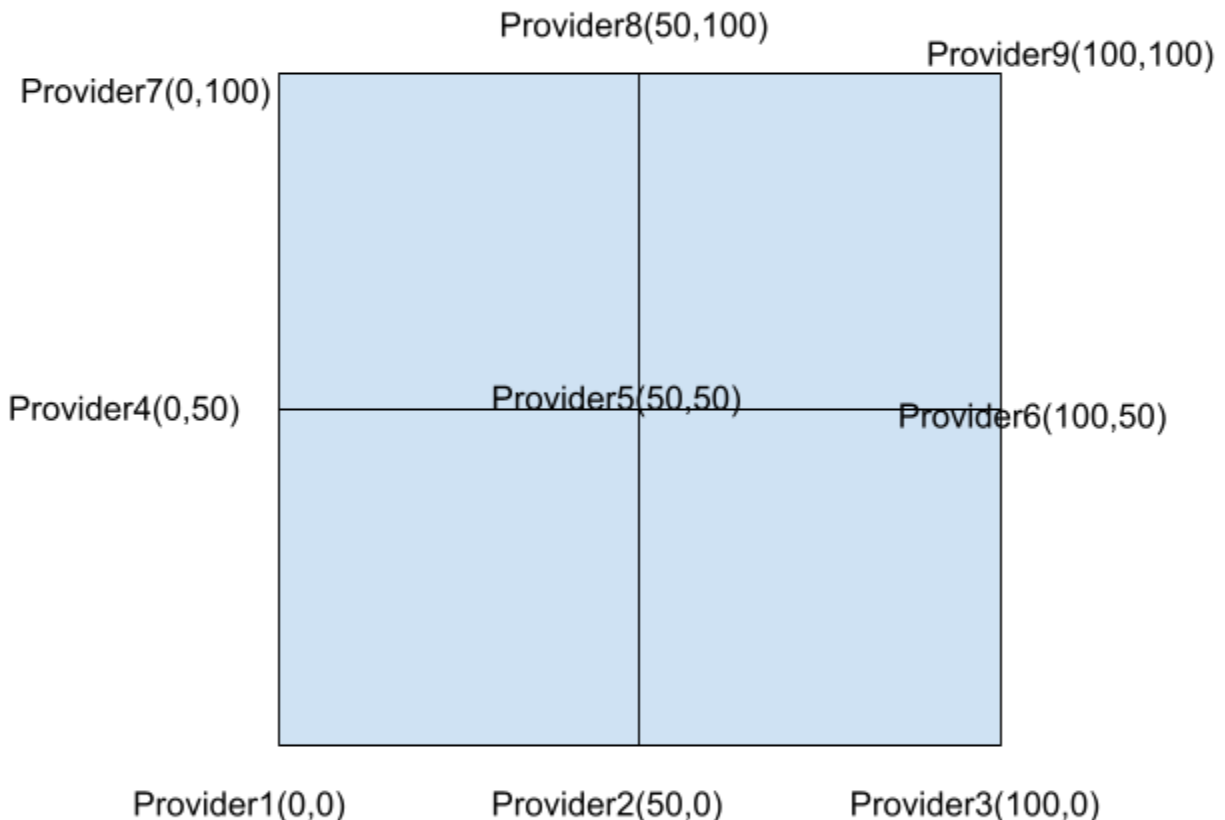 Provider8(50,100)
Provider9(100,100)
Provider7(0,100)
Provider5(50,50)
Provider4(0,50)
Provider6(100,50)
Provider1(0,0)
Provider2(50,0)
Provider3(100,0)